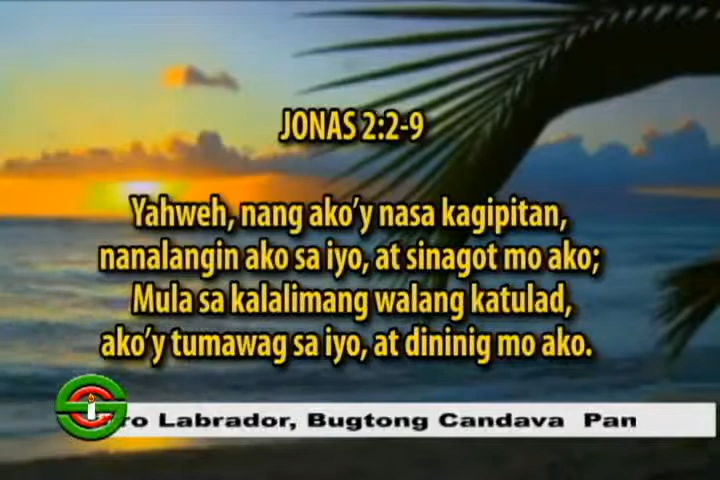 JONAS 2:2-9
Yahweh, nang ako'y nasa kagipitan,
nanalangin ako sa iyo, at sinagot mo ako;
Mula sa kalalimang walang katulad,
ako'y tumawag sa iyo, at dininig mo ako.
ro Labrador, Bugtong Candava Pan